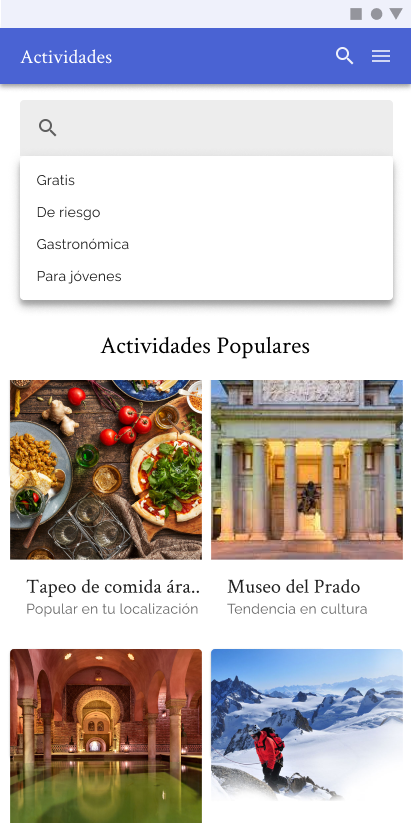 Actividades
Gratis
De riesgo
Gastronómica
Para jóvenes
Actividades Populares
Tapeo de comida ára..
Museo del Prado
Popular en tu localización
Tendencia en cultura